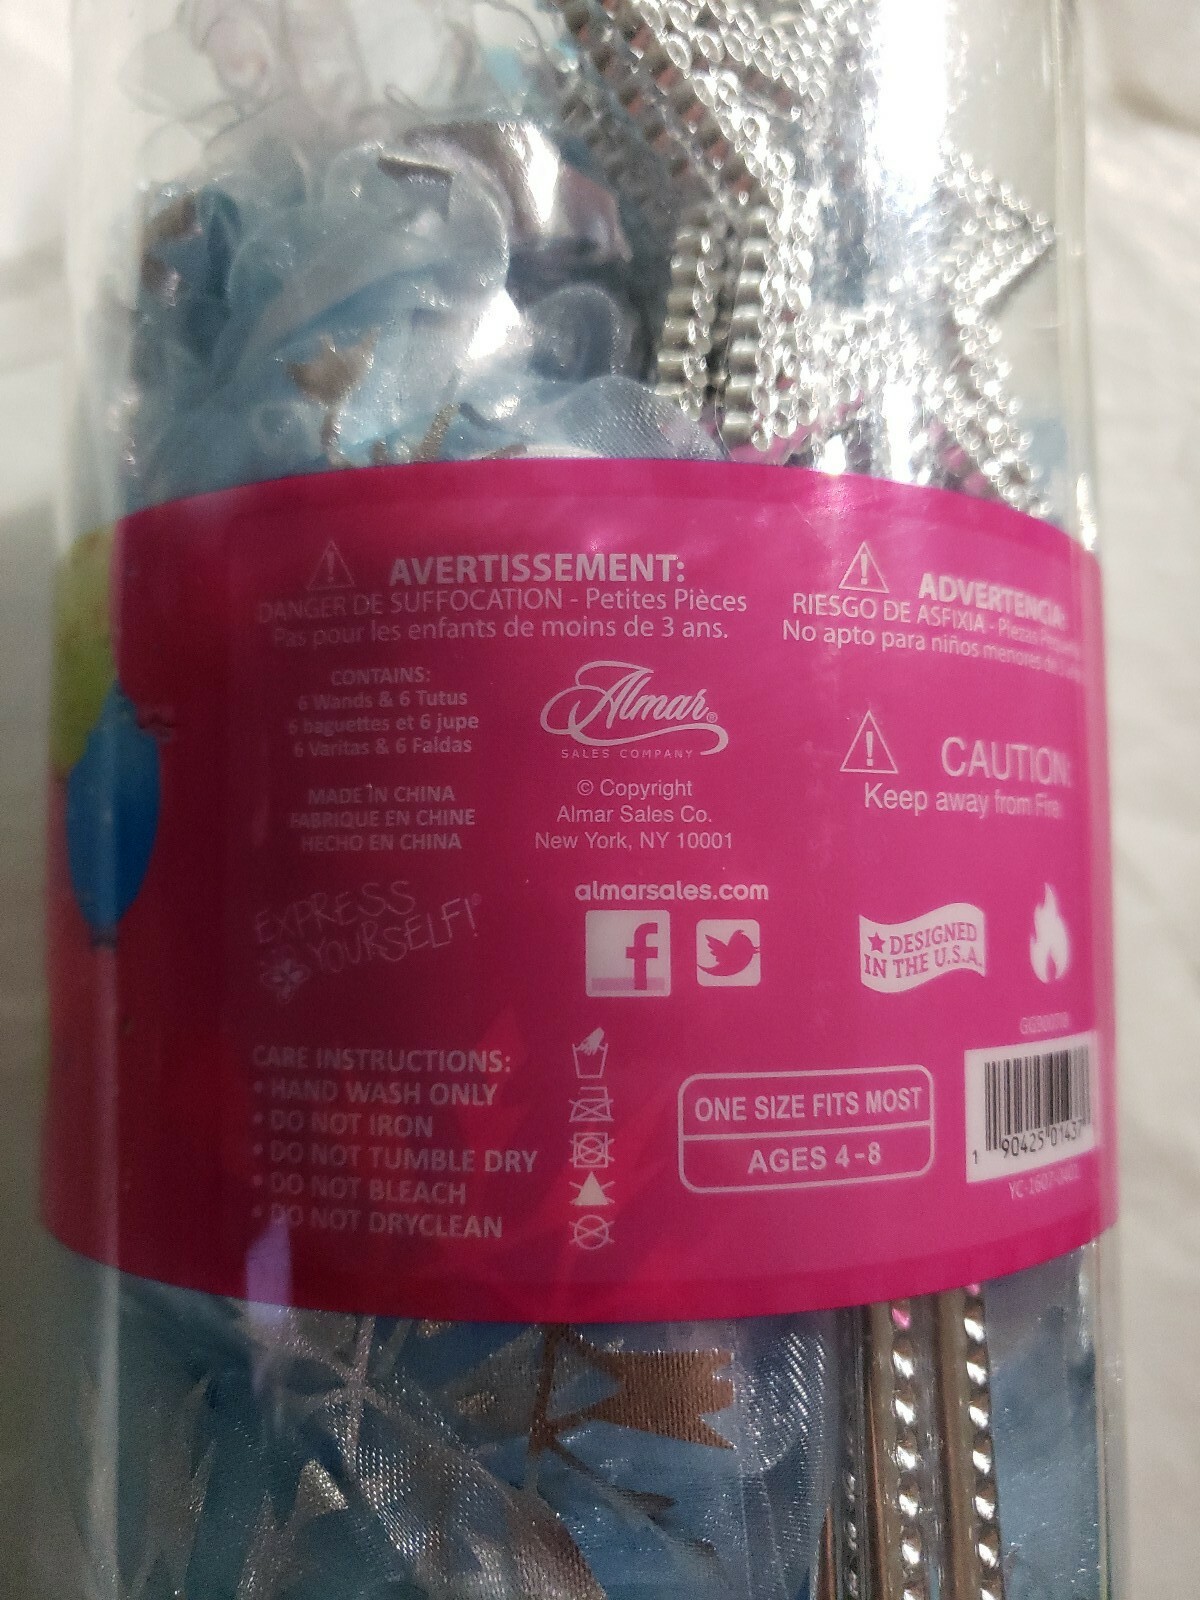 AVERTISSEMENT:
DANGER DE SUFFOCATION - Petites Pièces
Pas pour les enfants de moins de 3 ans.
ADVERTENCIA:
RIESGO DE ASFIXIA - Piezas
No apto para niños menores de
CONTAINS:
6 Wands & 6 Tutus
6 baguettes et 6 jupe
6 Varitas & 6 Faldas
MADE IN CHINA
FABRIQUE EN CHINE
HECHO EN CHINA
EXPRESS
YOURSELF!®
Almar®
SALES COMPANY
© Copyright
Almar Sales Co.
New York, NY 10001
almarsales.com
f
CAUTION:
Keep away from Fire.
DESIGNED
IN THE U.S.A.
CARE INSTRUCTIONS:
• HAND WASH ONLY
• DO NOT IRON
• DO NOT TUMBLE DRY
• DO NOT BLEACH
• DO NOT DRYCLEAN
ONE SIZE FITS MOST
AGES 4-8
1 90425 01437